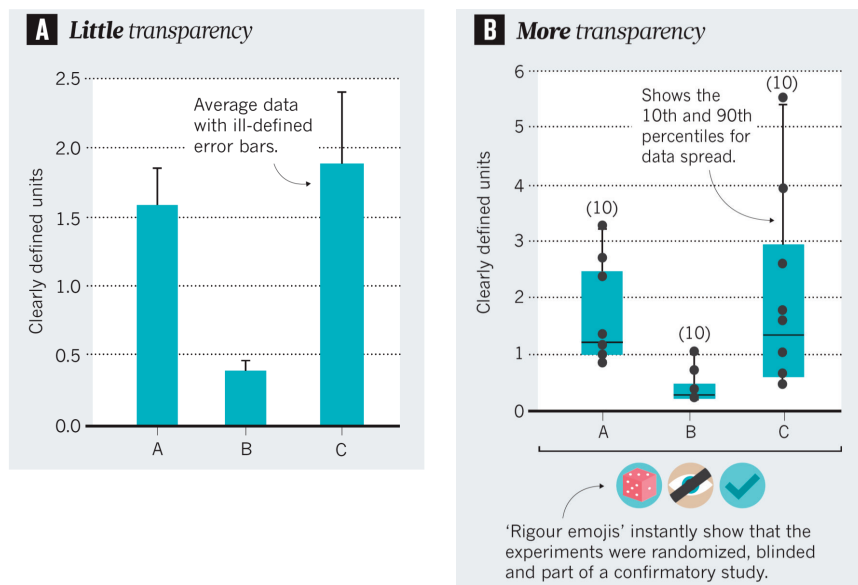 A Little transparency
Clearly defined units
2.5
2.0
1.5
1.0
0.5
0.0
Average data
with ill-defined
error bars.
A B C
B More transparency
Clearly defined units
6
5
4
3
2
1
0
(10)
(10)
(10)
Shows the
10th and 90th
percentiles for
data spread.
A B C
‘Rigour emojis’ instantly show that the
experiments were randomized, blinded
and part of a confirmatory study.